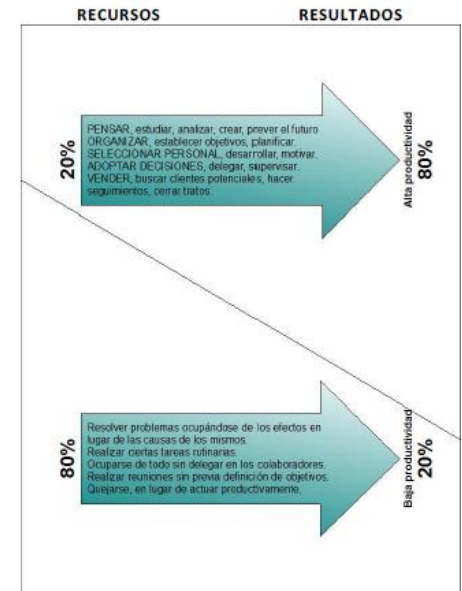 RECURSOS
RESULTADOS
20%
PENSAR, estudiar, analizar, crear, prever el futuro
ORGANIZAR, establecer objetivos, planificar.
SELECCIONAR PERSONAL, desarrollar, motivar.
ADOPTAR DECISIONES, delegar, supervisar.
VENDER, buscar clientes potenciales, hacer
seguimientos, cerrar tratos.
Alta productividad
80%
80%
Resolver problemas ocupándose de los efectos en
lugar de las causas de los mismos.
Realizar ciertas tareas rutinarias.
Ocuparse de todo sin delegar en los colaboradores.
Realizar reuniones sin previa definición de objetivos.
Quejarse, en lugar de actuar productivamente.
Baja productividad
20%